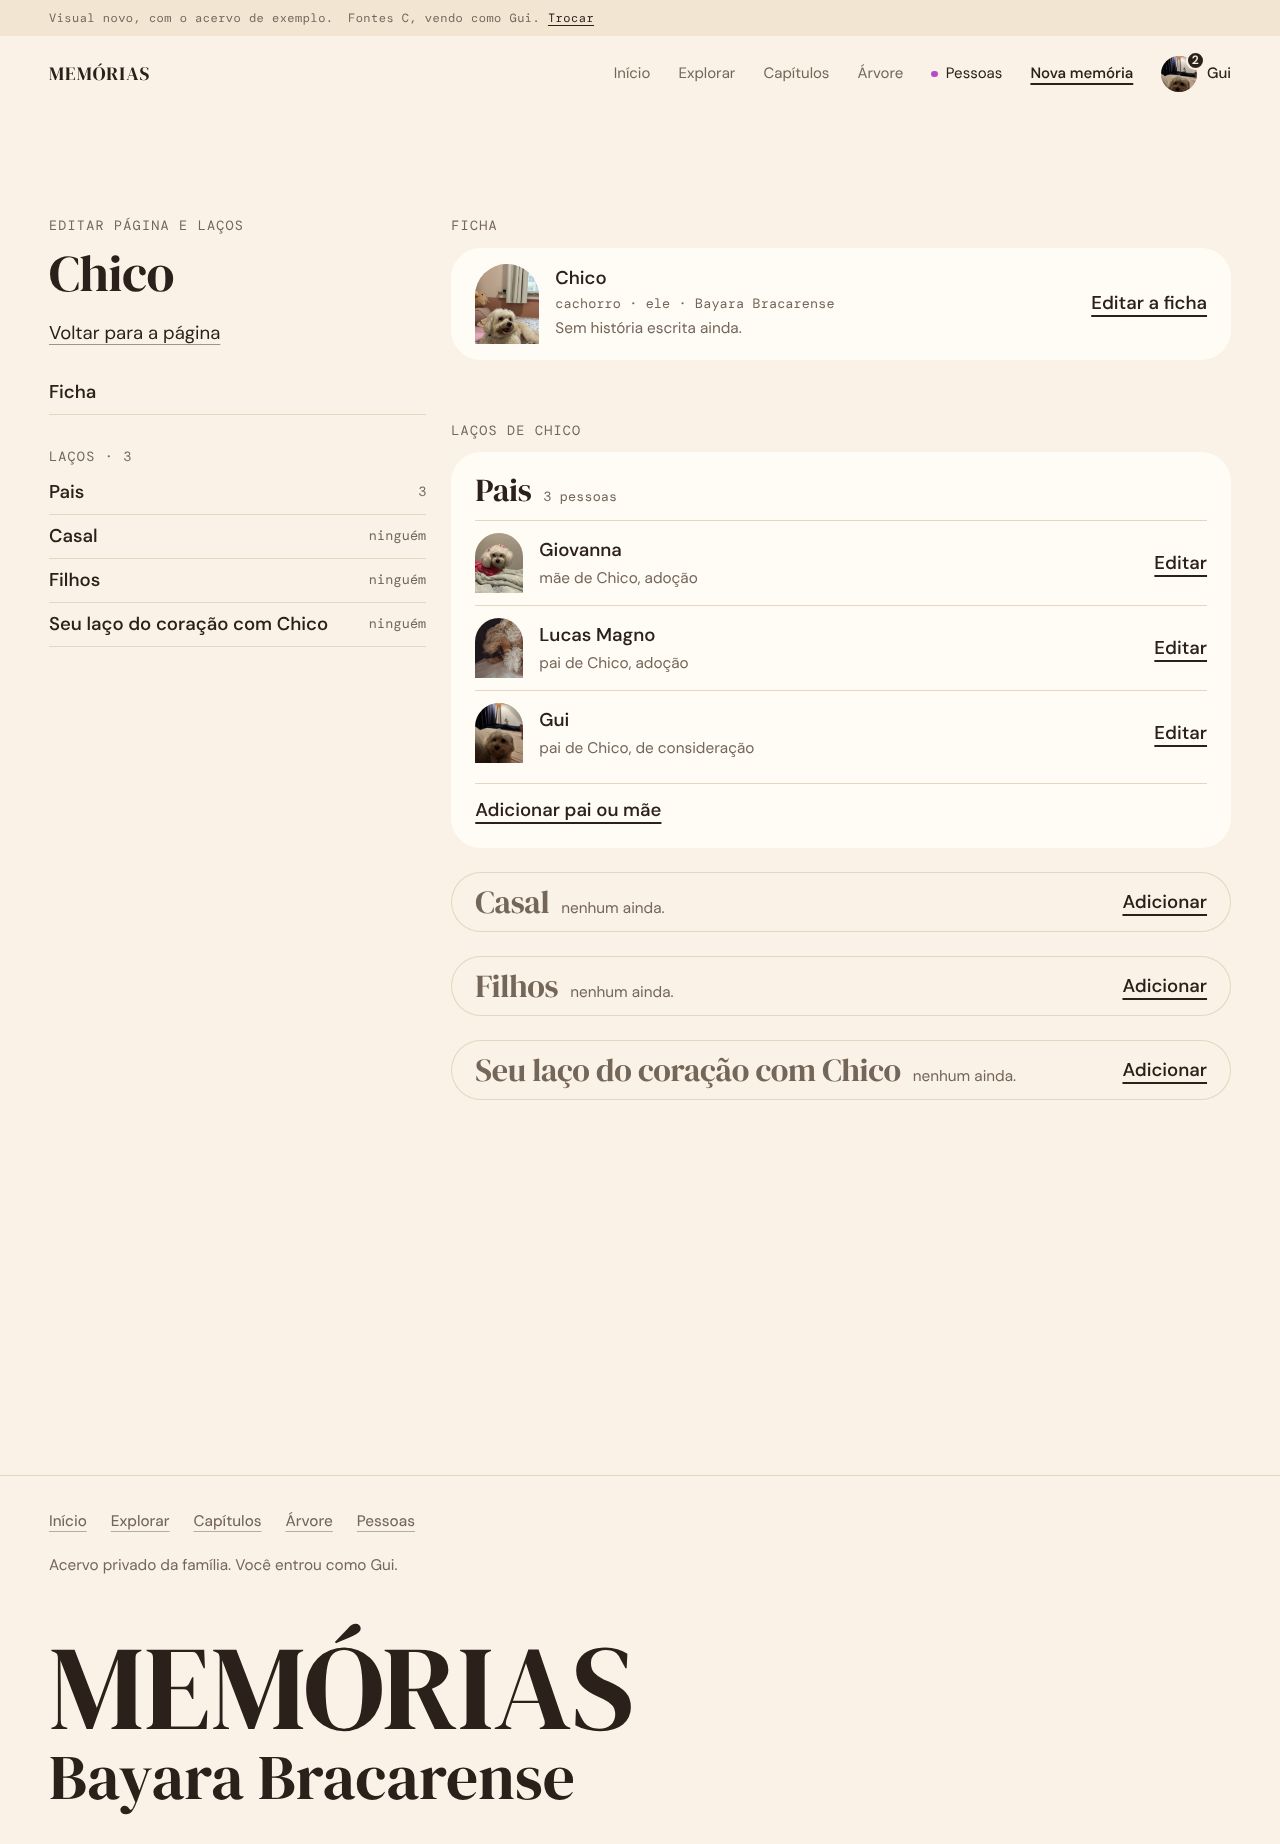 Visual novo, com o acervo de exemplo. Fontes C, vendo como Gui. Trocar
MEMÓRIAS
Início Explorar Capítulos Árvore Pessoas Nova memória 2 Gui
EDITAR PÁGINA E LAÇOS
Chico
Voltar para a página
Ficha
LAÇOS · 3
Pais 3
Casal ninguém
Filhos ninguém
Seu laço do coração com Chico ninguém
FICHA
Chico
cachorro · ele · Bayara Bracarense
Sem história escrita ainda.
Editar a ficha
LAÇOS DE CHICO
Pais 3 pessoas
Giovanna
mãe de Chico, adoção
Editar
Lucas Magno
pai de Chico, adoção
Editar
Gui
pai de Chico, de consideração
Editar
Adicionar pai ou mãe
Casal nenhum ainda. Adicionar
Filhos nenhum ainda. Adicionar
Seu laço do coração com Chico nenhum ainda. Adicionar
Início Explorar Capítulos Árvore Pessoas
Acervo privado da família. Você entrou como Gui.
MEMÓRIAS
Bayara Bracarense